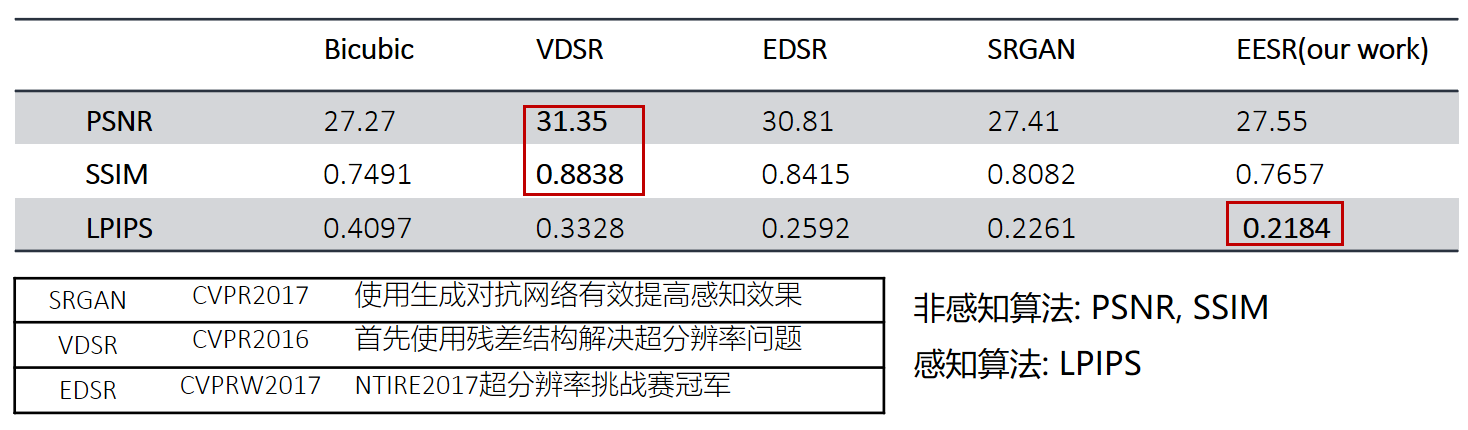 Bicubic VDSR EDSR SRGAN EESR(our work)
PSNR 27.27 31.35 30.81 27.41 27.55
SSIM 0.7491 0.8838 0.8415 0.8082 0.7657
LPIPS 0.4097 0.3328 0.2592 0.2261 0.2184
SRGAN CVPR2017 使用生成对抗网络有效提高感知效果
VDSR CVPR2016 首先使用残差结构解决超分辨率问题
EDSR CVPRW2017 NTIRE2017超分辨率挑战赛冠军
非感知算法: PSNR, SSIM
感知算法: LPIPS